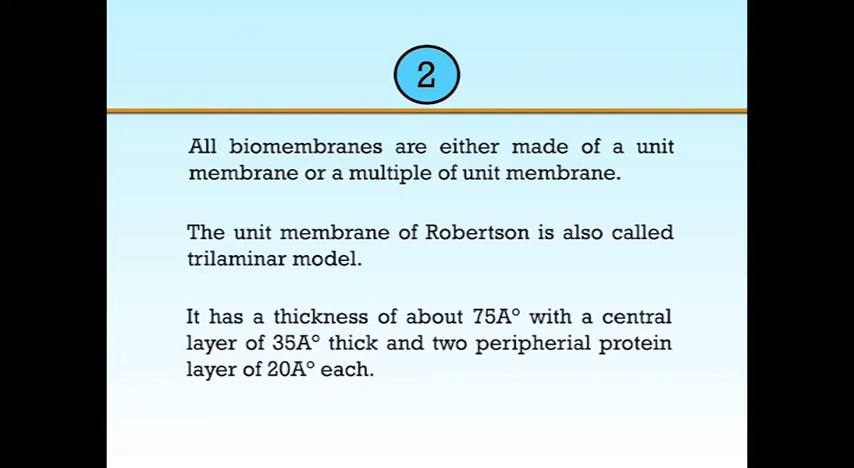 2
All biomembranes are either made of a unit
membrane or a multiple of unit membrane.
The unit membrane of Robertson is also called
trilaminar model.
It has a thickness of about 75A° with a central
layer of 35A° thick and two peripherial protein
layer of 20A° each.